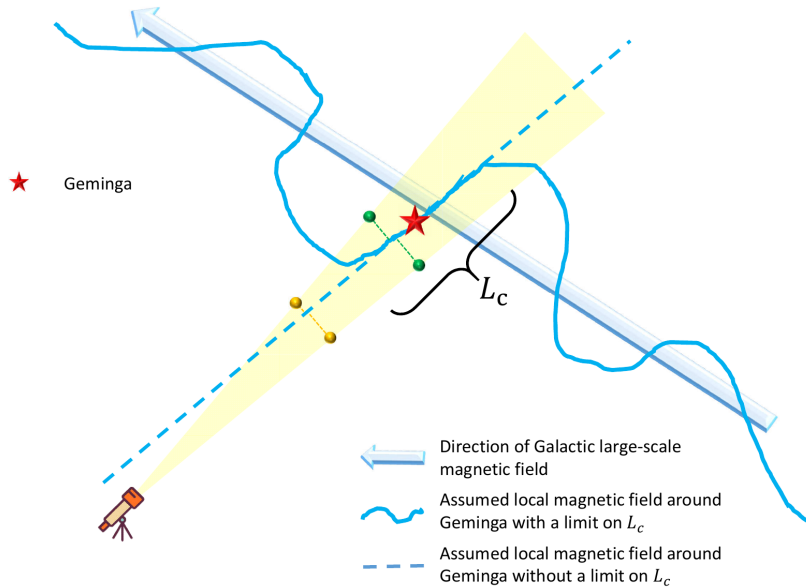 Geminga
L_c
Direction of Galactic large-scale
magnetic field
Assumed local magnetic field around
Geminga with a limit on L_c
Assumed local magnetic field around
Geminga without a limit on L_c